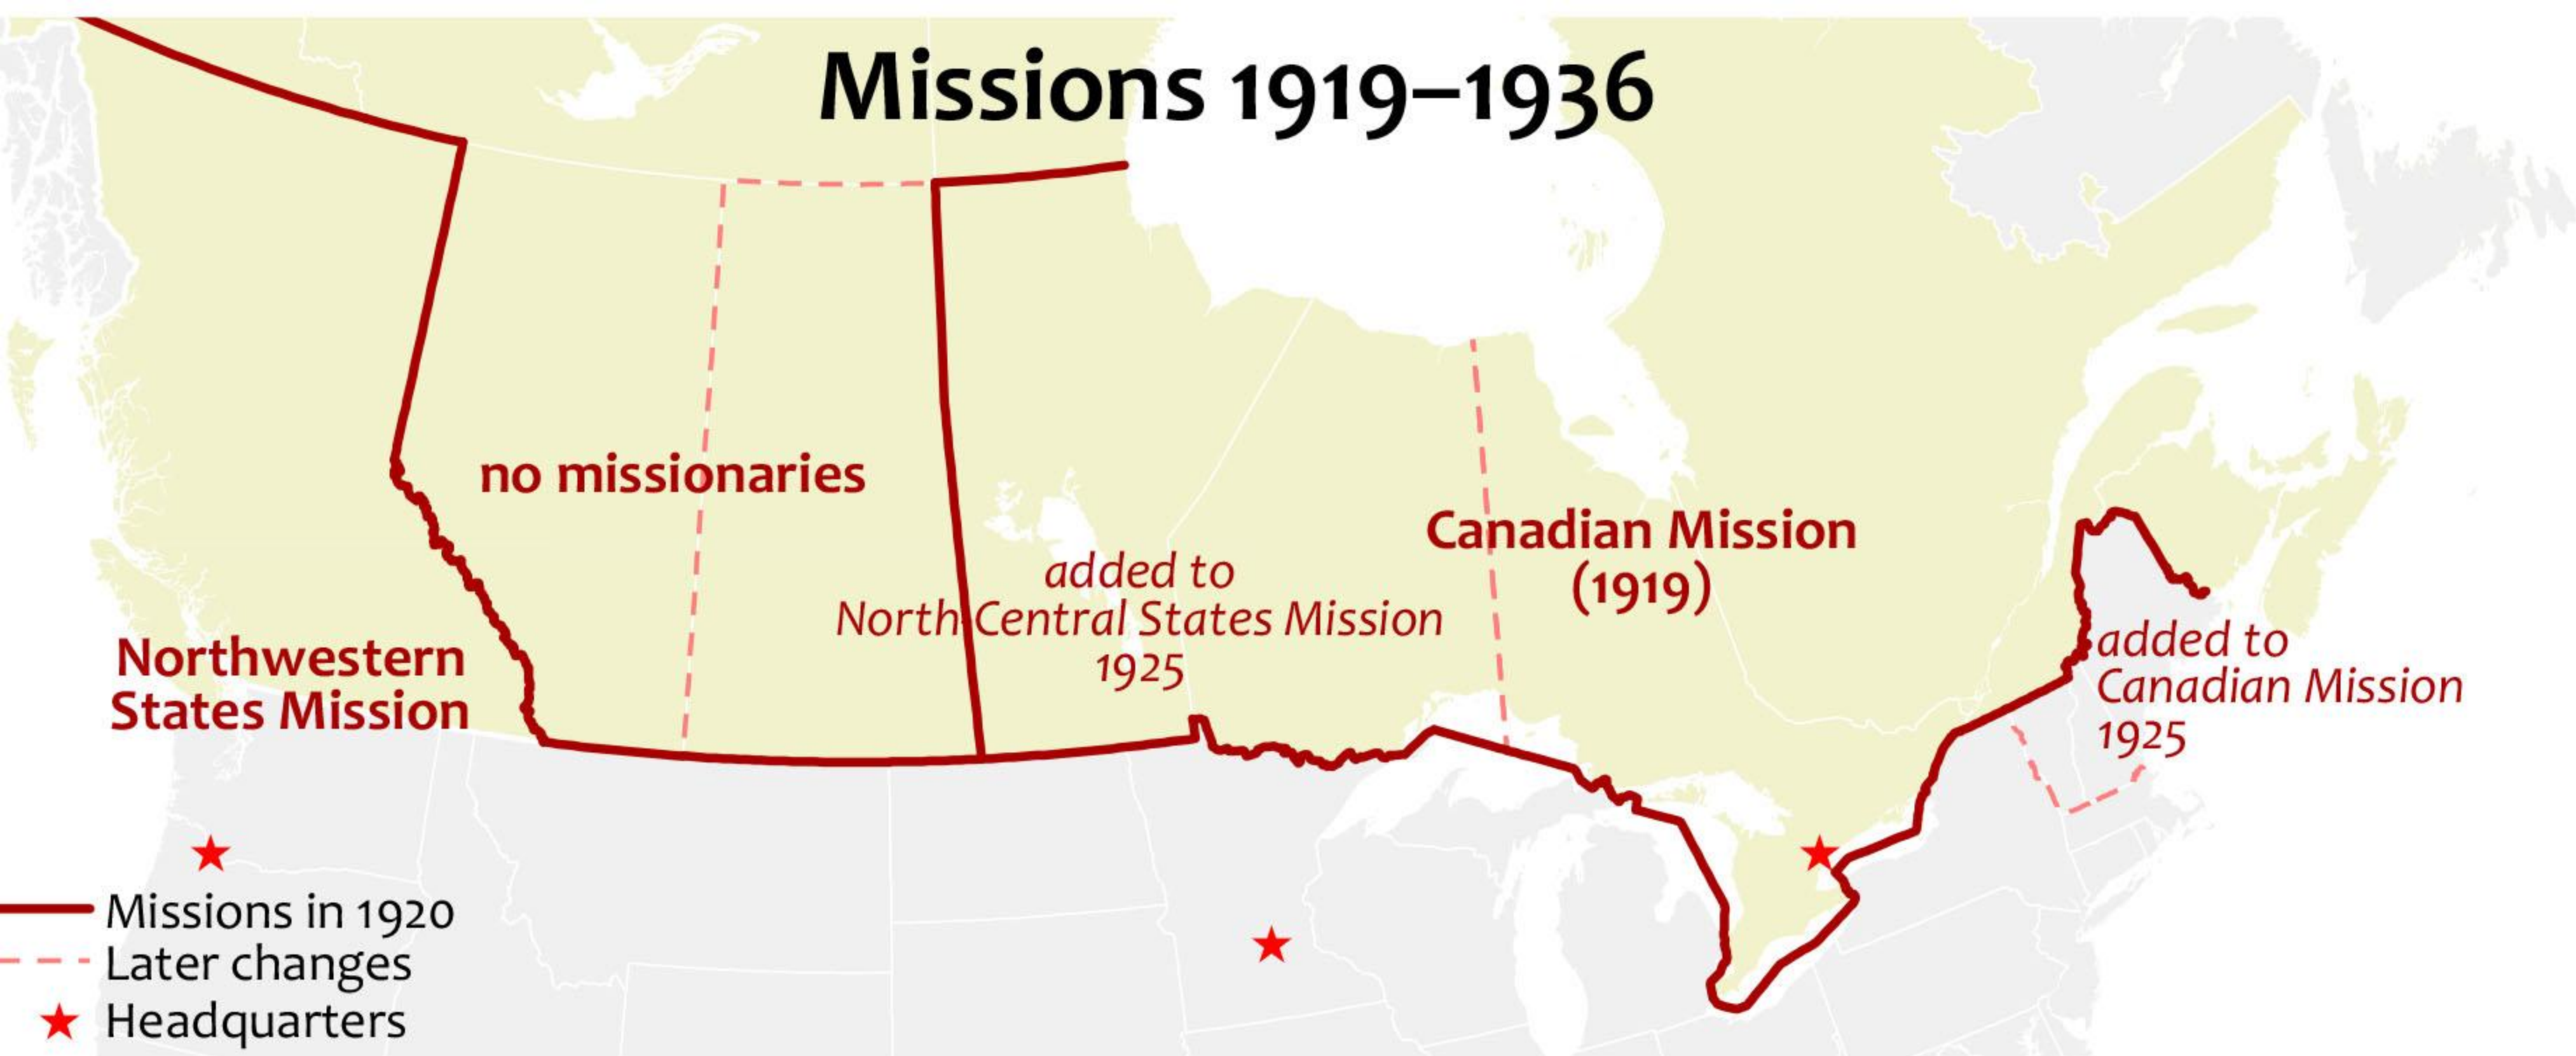 Missions 1919–1936
no missionaries
Canadian Mission
(1919)
added to
North Central States Mission
1925
Northwestern
States Mission
added to
Canadian Mission
1925
Missions in 1920
Later changes
Headquarters